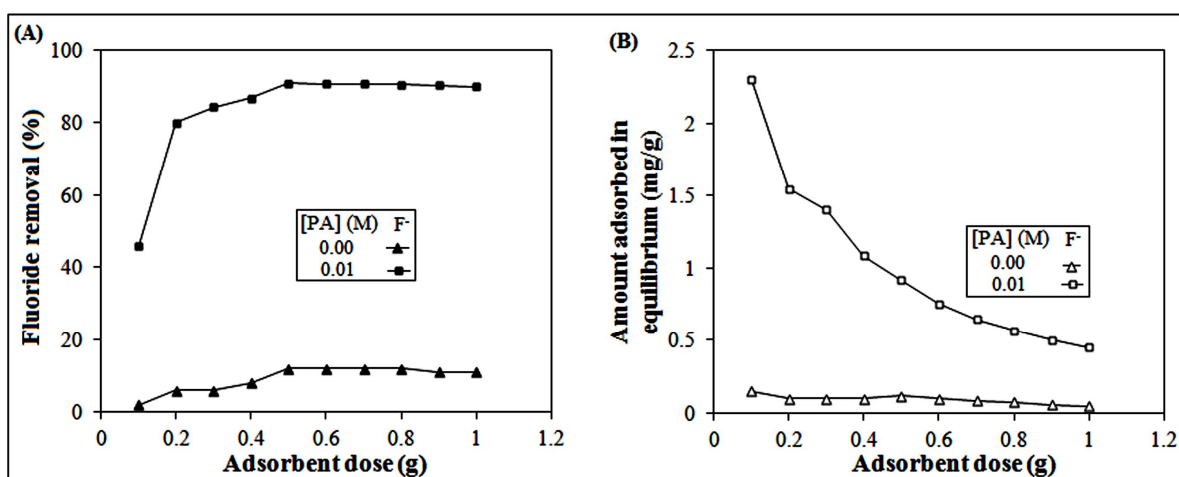 (A)
100
80
60
40
20
0
Fluoride removal (%)
[PA] (M) F-
0.00
0.01
0 0.2 0.4 0.6 0.8 1 1.2
Adsorbent dose (g)
(B)
2.5
2
1.5
1
0.5
0
Amount adsorbed in
equilibrium (mg/g)
[PA] (M) F-
0.00
0.01
0 0.2 0.4 0.6 0.8 1 1.2
Adsorbent dose (g)